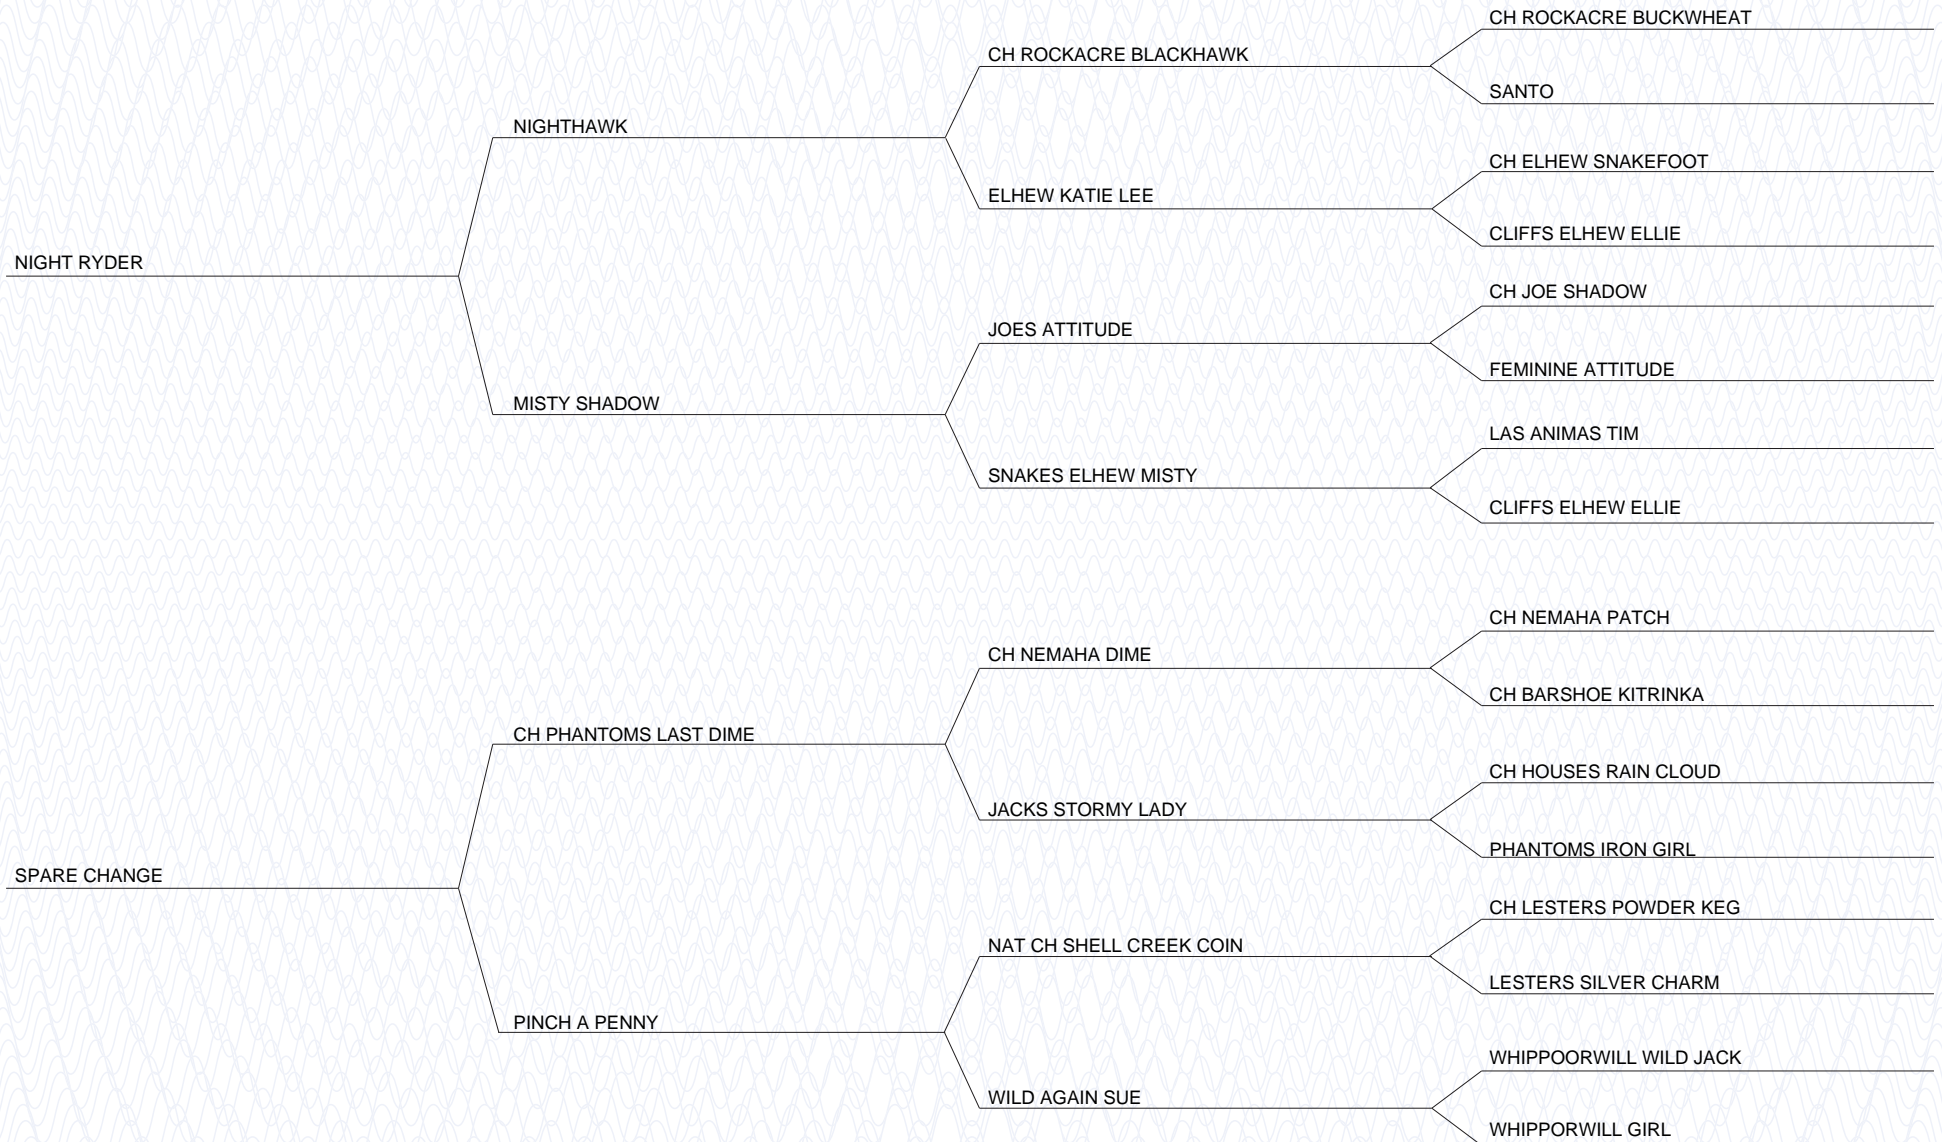 CH ROCKACRE BUCKWHEAT
CH ROCKACRE BLACKHAWK
SANTO
NIGHTHAWK
CH ELHEW SNAKEFOOT
ELHEW KATIE LEE
CLIFFS ELHEW ELLIE
NIGHT RYDER
CH JOE SHADOW
JOES ATTITUDE
FEMININE ATTITUDE
MISTY SHADOW
LAS ANIMAS TIM
SNAKES ELHEW MISTY
CLIFFS ELHEW ELLIE
CH NEMAHA PATCH
CH NEMAHA DIME
CH BARSHOE KITRINKA
CH PHANTOMS LAST DIME
CH HOUSES RAIN CLOUD
JACKS STORMY LADY
PHANTOMS IRON GIRL
SPARE CHANGE
CH LESTERS POWDER KEG
NAT CH SHELL CREEK COIN
LESTERS SILVER CHARM
PINCH A PENNY
WHIPPOORWILL WILD JACK
WILD AGAIN SUE
WHIPPORWILL GIRL